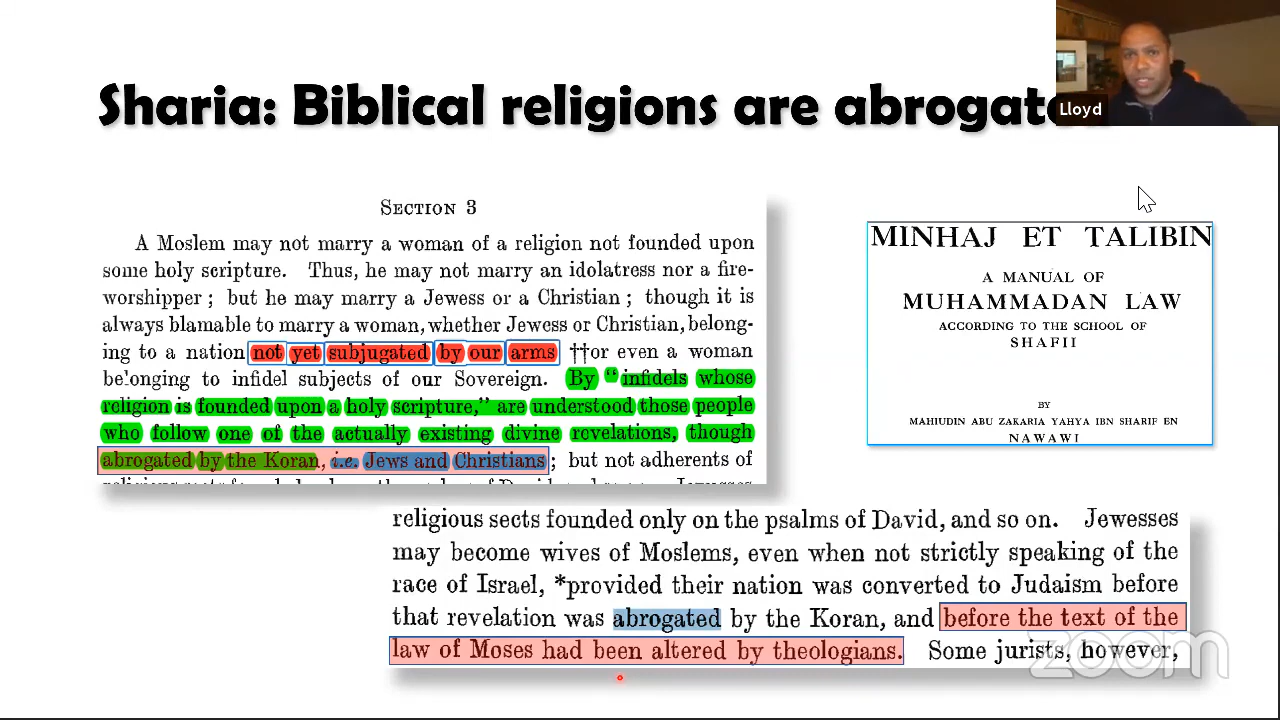 Sharia: Biblical religions are abrogate
Lloyd
SECTION 3
A Moslem may not marry a woman of a religion not founded upon
some holy scripture. Thus, he may not marry an idolatress nor a fire-
worshipper ; but he may marry a Jewess or a Christian ; though it is
always blamable to marry a woman, whether Jewess or Christian, belong-
ing to a nation not yet subjugated by our arms ††or even a woman
belonging to infidel subjects of our Sovereign. By "infidels whose
religion is founded upon a holy scripture," are understood those people
who follow one of the actually existing divine revelations, though
abrogated by the Koran, i.e. Jews and Christians ; but not adherents of
MINHAJ ET TALIBIN
A MANUAL OF
MUHAMMADAN LAW
ACCORDING TO THE SCHOOL OF
SHAFII
BY
MAHIUDIN ABU ZAKARIA YAHYA IBN SHARIF EN
NAWAWI
religious sects founded only on the psalms of David, and so on. Jewesses
may become wives of Moslems, even when not strictly speaking of the
race of Israel, *provided their nation was converted to Judaism before
that revelation was abrogated by the Koran, and before the text of the
law of Moses had been altered by theologians. Some jurists, however,
zoom